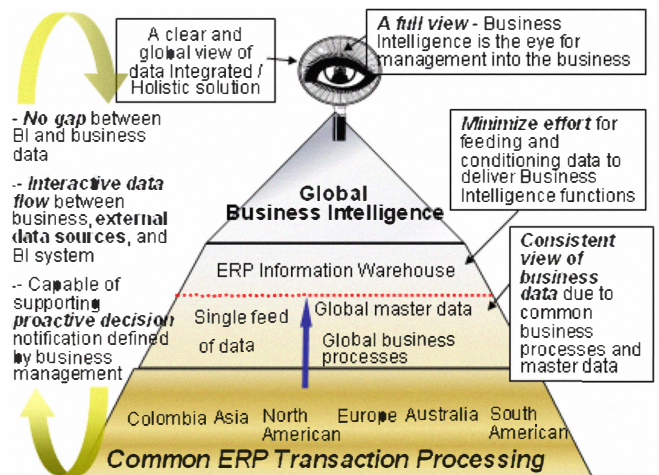 A clear and
global view of
data Integrated /
Holistic solution
A full view - Business
Intelligence is the eye for
management into the business
- No gap between
BI and business
data
-- Interactive data
flow between
business, external
data sources, and
BI system
-- Capable of
supporting
proactive decision
notification defined
by business
management
Minimize effort for
feeding and
conditioning data to
deliver Business
Intelligence functions
Global
Business Intelligence
Consistent
view of
business
data due to
common
business
processes and
master data
ERP Information Warehouse
Single feed
of data
Global master data
Global business
processes
Colombia Asia North
American Europe Australia South
American
Common ERP Transaction Processing